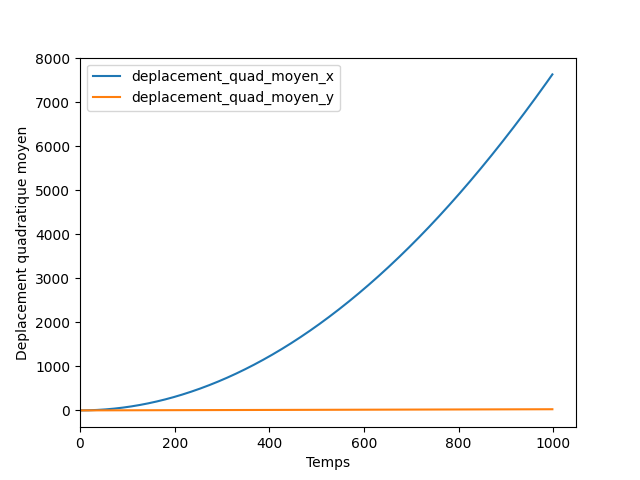 8000
7000
6000
5000
4000
3000
2000
1000
0
Deplacement quadratique moyen
deplacement_quad_moyen_x
deplacement_quad_moyen_y
0 200 400 600 800 1000
Temps